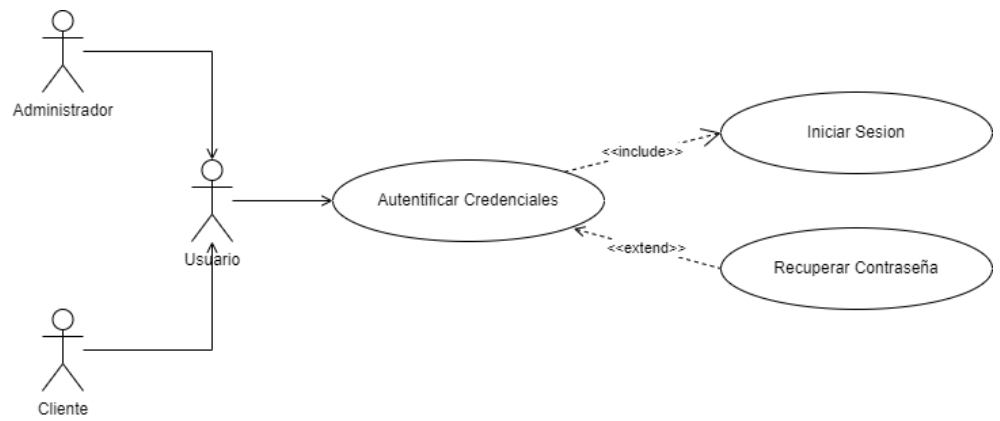 Administrador
Iniciar Sesion
<<include>>
Autentificar Credenciales
<<extend>>
Usuario
Recuperar Contraseña
Cliente